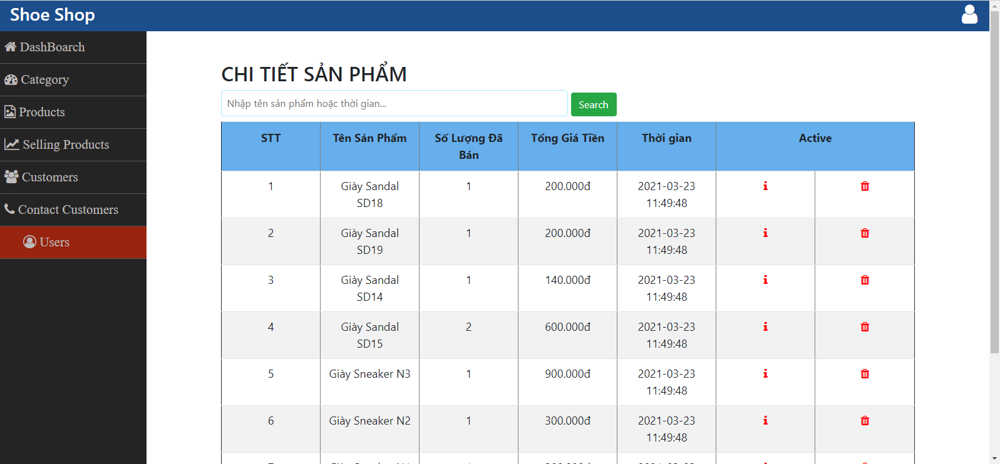 Shoe Shop
DashBoarch
Category
Products
Selling Products
Customers
Contact Customers
Users
CHI TIẾT SẢN PHẨM
Nhập tên sản phẩm hoặc thời gian...
Search
STT Tên Sản Phẩm Số Lượng Đã Bán Tổng Giá Tiền Thời gian Active
1 Giày Sandal SD18 1 200.000đ 2021-03-23 11:49:48
2 Giày Sandal SD19 1 200.000đ 2021-03-23 11:49:48
3 Giày Sandal SD14 1 140.000đ 2021-03-23 11:49:48
4 Giày Sandal SD15 2 600.000đ 2021-03-23 11:49:48
5 Giày Sneaker N3 1 900.000đ 2021-03-23 11:49:48
6 Giày Sneaker N2 1 300.000đ 2021-03-23 11:49:48